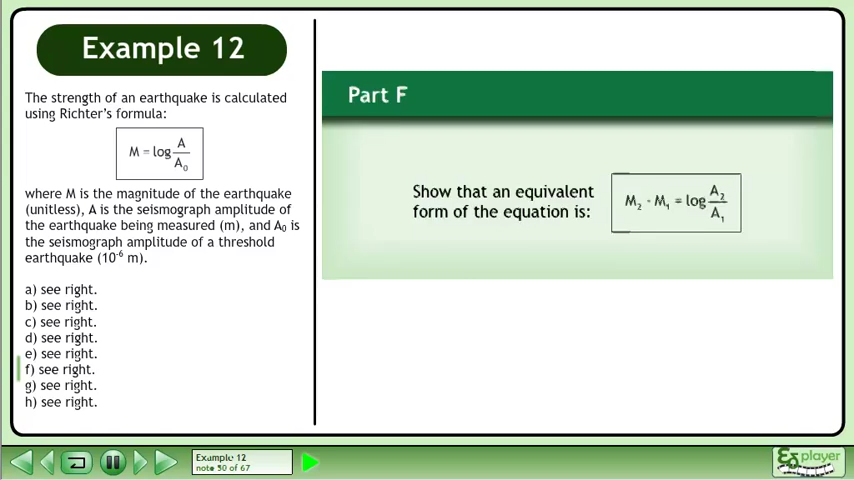 Example 12
The strength of an earthquake is calculated
using Richter's formula:
M = log A/A₀
where M is the magnitude of the earthquake
(unitless), A is the seismograph amplitude of
the earthquake being measured (m), and A₀ is
the seismograph amplitude of a threshold
earthquake (10⁻⁶ m).
a) see right.
b) see right.
c) see right.
d) see right.
e) see right.
f) see right.
g) see right.
h) see right.
Part F
Show that an equivalent
form of the equation is:
M₂ - M₁ = log A₂/A₁
Example 12
note 50 of 67
player